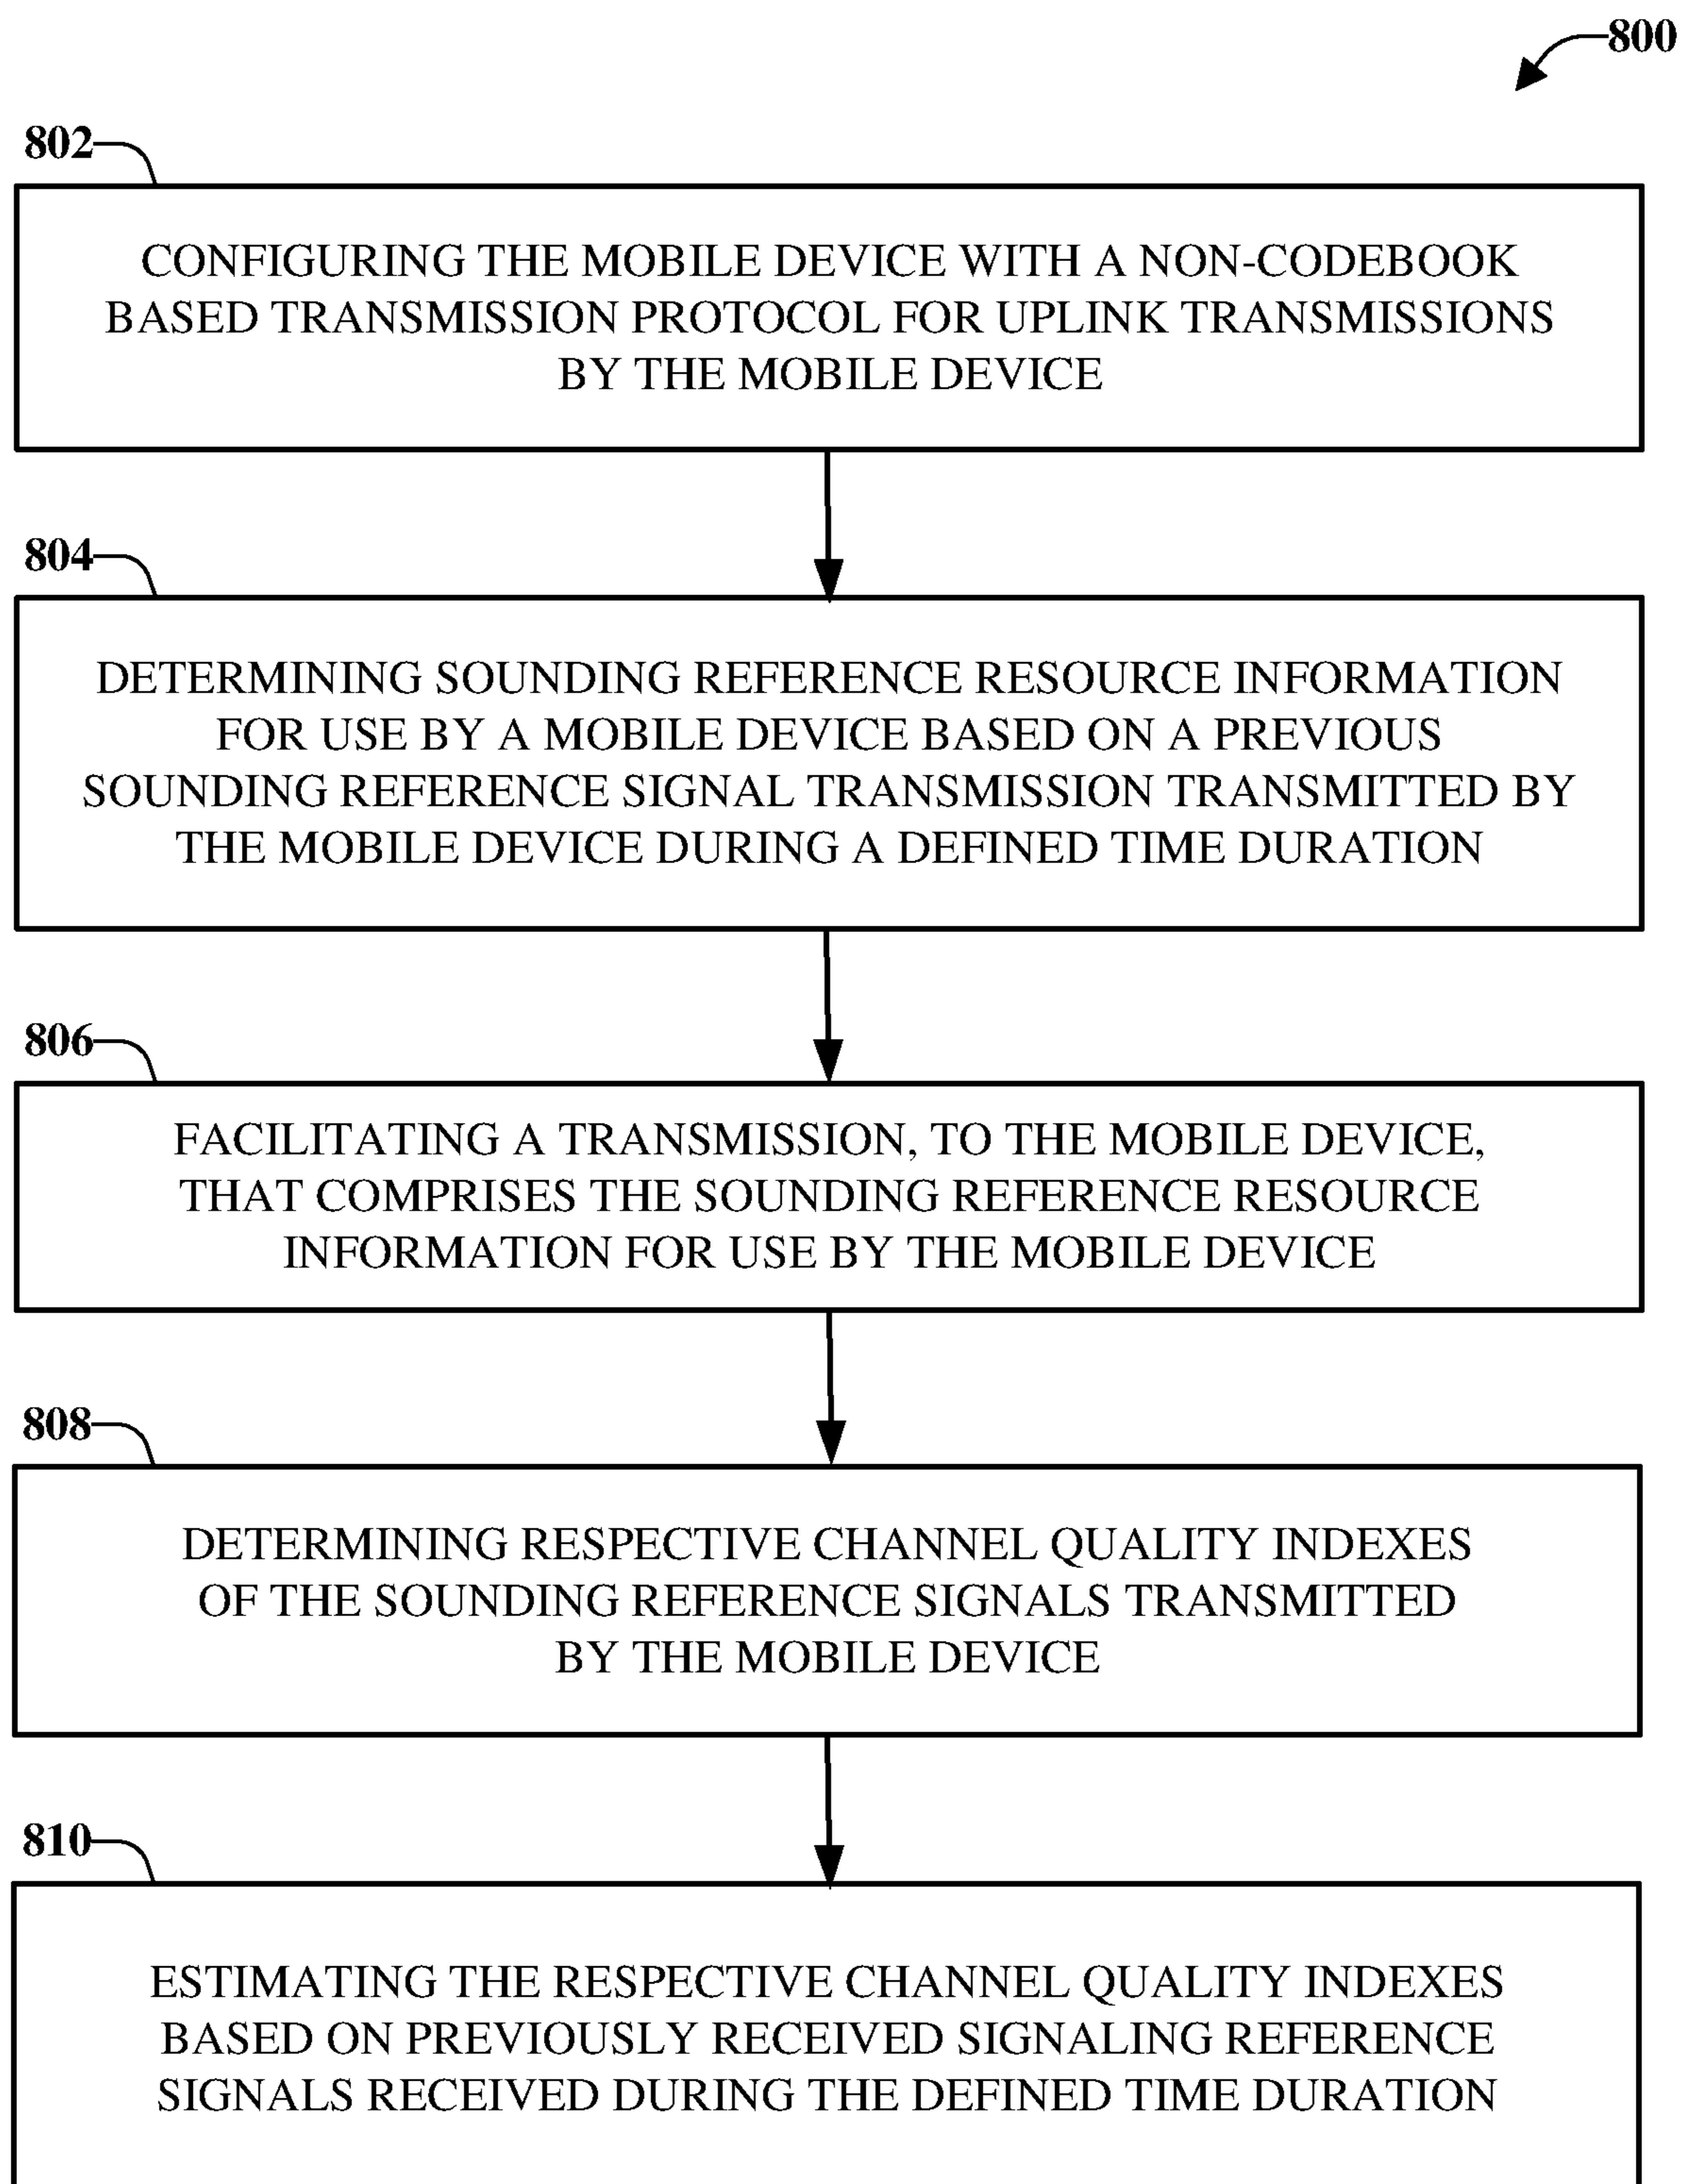 800
802
CONFIGURING THE MOBILE DEVICE WITH A NON-CODEBOOK
BASED TRANSMISSION PROTOCOL FOR UPLINK TRANSMISSIONS
BY THE MOBILE DEVICE
804
DETERMINING SOUNDING REFERENCE RESOURCE INFORMATION
FOR USE BY A MOBILE DEVICE BASED ON A PREVIOUS
SOUNDING REFERENCE SIGNAL TRANSMISSION TRANSMITTED BY
THE MOBILE DEVICE DURING A DEFINED TIME DURATION
806
FACILITATING A TRANSMISSION, TO THE MOBILE DEVICE,
THAT COMPRISES THE SOUNDING REFERENCE RESOURCE
INFORMATION FOR USE BY THE MOBILE DEVICE
808
DETERMINING RESPECTIVE CHANNEL QUALITY INDEXES
OF THE SOUNDING REFERENCE SIGNALS TRANSMITTED
BY THE MOBILE DEVICE
810
ESTIMATING THE RESPECTIVE CHANNEL QUALITY INDEXES
BASED ON PREVIOUSLY RECEIVED SIGNALING REFERENCE
SIGNALS RECEIVED DURING THE DEFINED TIME DURATION